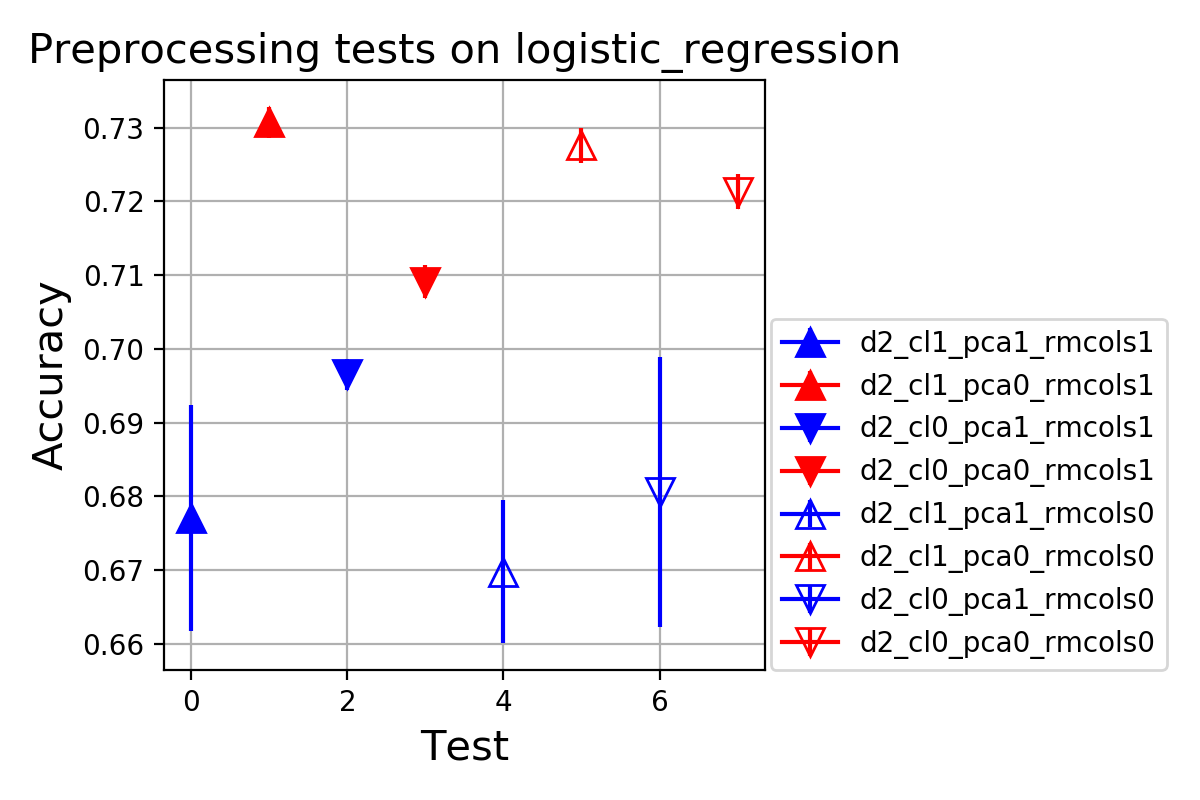 Preprocessing tests on logistic_regression
0.73
0.72
0.71
0.70
0.69
0.68
0.67
0.66
Accuracy
0 2 4 6
Test
d2_cl1_pca1_rmcols1
d2_cl1_pca0_rmcols1
d2_cl0_pca1_rmcols1
d2_cl0_pca0_rmcols1
d2_cl1_pca1_rmcols0
d2_cl1_pca0_rmcols0
d2_cl0_pca1_rmcols0
d2_cl0_pca0_rmcols0